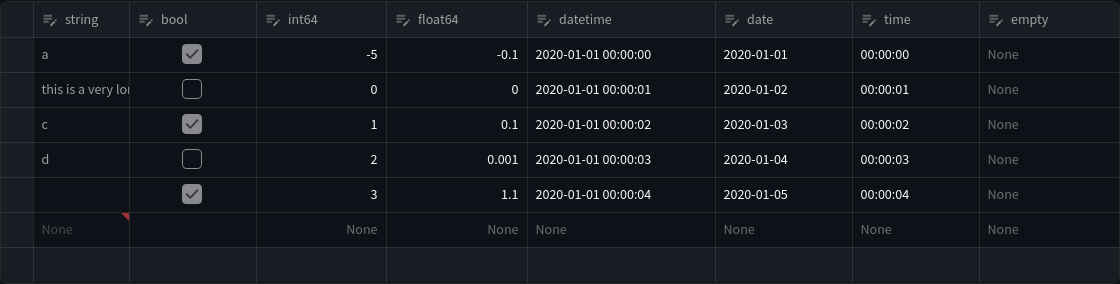 string bool int64 float64 datetime date time empty
a -5 -0.1 2020-01-01 00:00:00 2020-01-01 00:00:00 None
this is a very lor 0 0 2020-01-01 00:00:01 2020-01-02 00:00:01 None
c 1 0.1 2020-01-01 00:00:02 2020-01-03 00:00:02 None
d 2 0.001 2020-01-01 00:00:03 2020-01-04 00:00:03 None
3 1.1 2020-01-01 00:00:04 2020-01-05 00:00:04 None
None None None None None None None